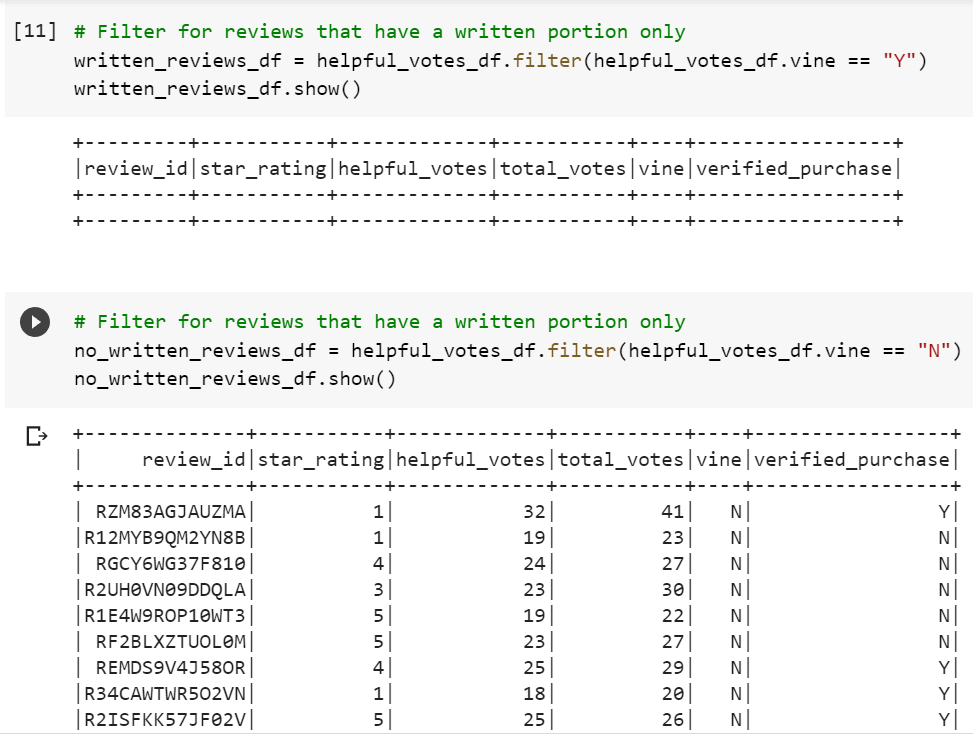 [11] # Filter for reviews that have a written portion only
written_reviews_df = helpful_votes_df.filter(helpful_votes_df.vine == "Y")
written_reviews_df.show()
+---------+-----------+-------------+-----------+----+-----------------+
|review_id|star_rating|helpful_votes|total_votes|vine|verified_purchase|
+---------+-----------+-------------+-----------+----+-----------------+
+---------+-----------+-------------+-----------+----+-----------------+
# Filter for reviews that have a written portion only
no_written_reviews_df = helpful_votes_df.filter(helpful_votes_df.vine == "N")
no_written_reviews_df.show()
+--------------+-----------+-------------+-----------+----+-----------------+
|     review_id|star_rating|helpful_votes|total_votes|vine|verified_purchase|
+--------------+-----------+-------------+-----------+----+-----------------+
| RZM83AGJAUZMA|          1|           32|         41|   N|                Y|
|R12MYB9QM2YN8B|          1|           19|         23|   N|                N|
| RGCY6WG37F810|          4|           24|         27|   N|                N|
|R2UH0VN09DDQLA|          3|           23|         30|   N|                N|
|R1E4W9ROP10WT3|          5|           19|         22|   N|                N|
| RF2BLXZTUOL0M|          5|           23|         27|   N|                N|
| REMDS9V4J58OR|          4|           25|         29|   N|                Y|
|R34CAWTWR5O2VN|          1|           18|         20|   N|                Y|
|R2ISFKK57JF02V|          5|           25|         26|   N|                Y|